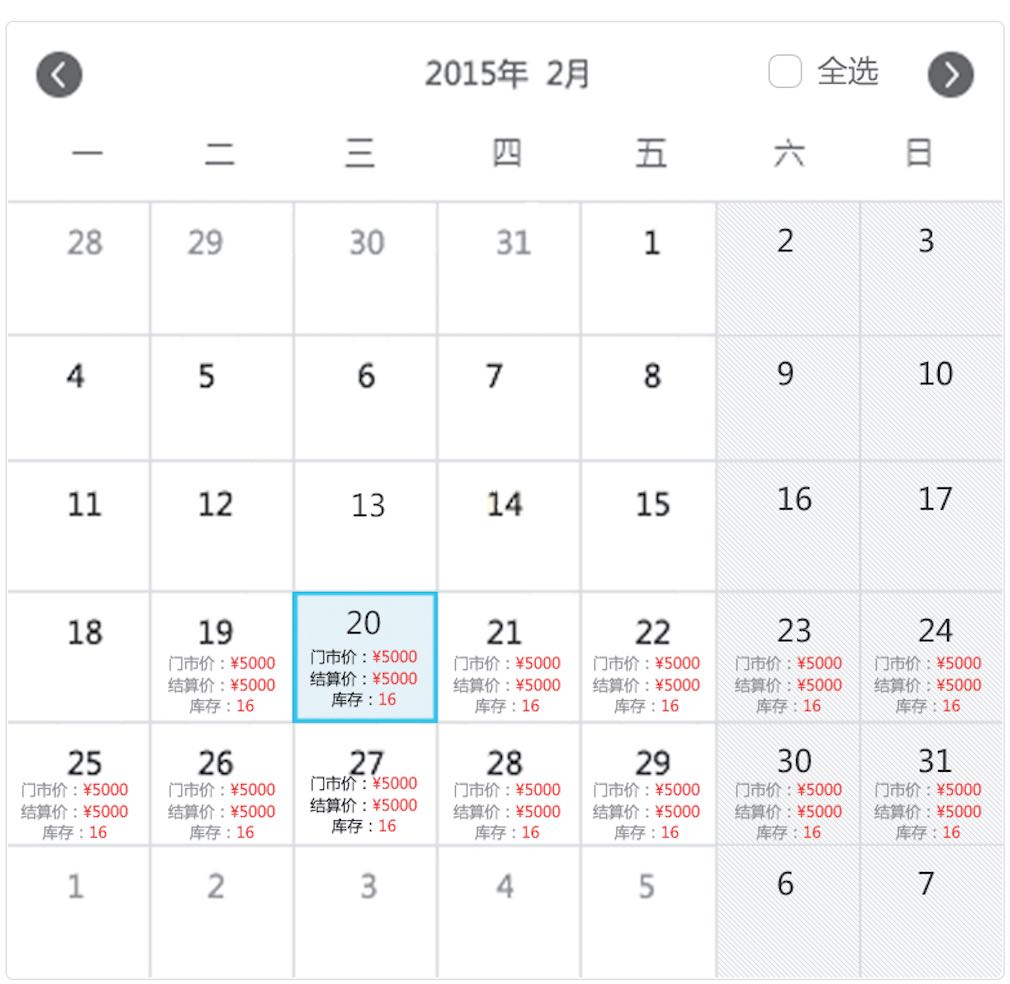 2015年 2月 全选
一 二 三 四 五 六 日
28 29 30 31 1 2 3
4 5 6 7 8 9 10
11 12 13 14 15 16 17
18 19 20 21 22 23 24
门市价：¥5000 门市价：¥5000 门市价：¥5000 门市价：¥5000 门市价：¥5000 门市价：¥5000
结算价：¥5000 结算价：¥5000 结算价：¥5000 结算价：¥5000 结算价：¥5000 结算价：¥5000
库存：16 库存：16 库存：16 库存：16 库存：16 库存：16
25 26 27 28 29 30 31
门市价：¥5000 门市价：¥5000 门市价：¥5000 门市价：¥5000 门市价：¥5000 门市价：¥5000 门市价：¥5000
结算价：¥5000 结算价：¥5000 结算价：¥5000 结算价：¥5000 结算价：¥5000 结算价：¥5000 结算价：¥5000
库存：16 库存：16 库存：16 库存：16 库存：16 库存：16 库存：16
1 2 3 4 5 6 7